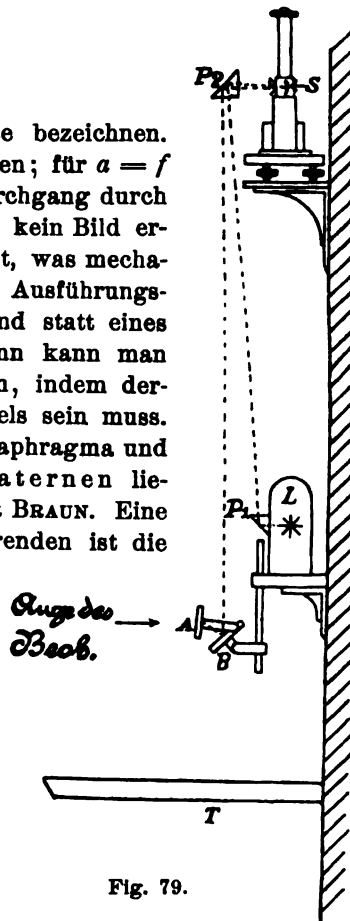 P₂
S
e bezeichnen.
en; für a = f
rchgang durch
kein Bild er-
t, was mecha-
Ausführungs-
nd statt eines
nn kann man
n, indem der-
els sein muss.
aphragma und
aternen lie-
BRAUN. Eine
renden ist die
L
P₁
Auge des
Beob.
A
B
T
Fig. 79.